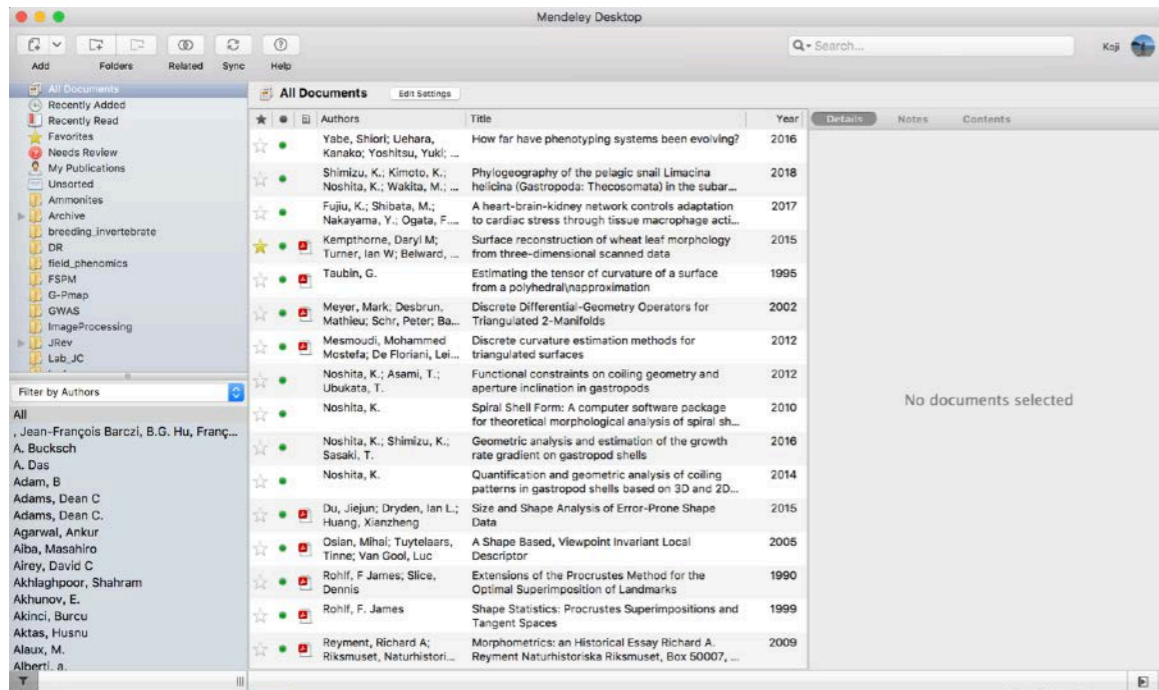 Mendeley Desktop
Add Folders Related Sync Help
Search...
Koji
All Documents
Recently Added
Recently Read
Favorites
Needs Review
My Publications
Unsorted
Ammonites
Archive
breeding_invertebrate
DR
field_phenomics
FSPM
G-Pmap
GWAS
ImageProcessing
JRev
Lab_JC
Filter by Authors
All
, Jean-François Barczi, B.G. Hu, Franç...
A. Bucksch
A. Das
Adam, B
Adams, Dean C
Adams, Dean C.
Agarwal, Ankur
Aiba, Masahiro
Airey, David C
Akhlaghpoor, Shahram
Akhunov, E.
Akinci, Burcu
Aktas, Husnu
Alaux, M.
Alberti, a.
All Documents Edit Settings
Authors Title Year
Yabe, Shiori; Uehara, How far have phenotyping systems been evolving? 2016
Kanako; Yoshitsu, Yuki; ...
Shimizu, K.; Kimoto, K.; Phylogeography of the pelagic snail Limacina 2018
Noshita, K.; Wakita, M.; ... helicina (Gastropoda: Thecosomata) in the subar...
Fujiu, K.; Shibata, M.; A heart-brain-kidney network controls adaptation 2017
Nakayama, Y.; Ogata, F.... to cardiac stress through tissue macrophage acti...
Kempthorne, Daryl M; Surface reconstruction of wheat leaf morphology 2015
Turner, Ian W; Belward, ... from three-dimensional scanned data
Taubin, G. Estimating the tensor of curvature of a surface 1995
from a polyhedral\napproximation
Meyer, Mark; Desbrun, Discrete Differential-Geometry Operators for 2002
Mathieu; Schr, Peter; Ba... Triangulated 2-Manifolds
Mesmoudi, Mohammed Discrete curvature estimation methods for 2012
Mostefa; De Floriani, Lei... triangulated surfaces
Noshita, K.; Asami, T.; Functional constraints on coiling geometry and 2012
Ubukata, T. aperture inclination in gastropods
Noshita, K. Spiral Shell Form: A computer software package 2010
for theoretical morphological analysis of spiral sh...
Noshita, K.; Shimizu, K.; Geometric analysis and estimation of the growth 2016
Sasaki, T. rate gradient on gastropod shells
Noshita, K. Quantification and geometric analysis of coiling 2014
patterns in gastropod shells based on 3D and 2D...
Du, Jiejun; Dryden, Ian L.; Size and Shape Analysis of Error-Prone Shape 2015
Huang, Xianzheng Data
Osian, Mihai; Tuytelaars, A Shape Based, Viewpoint Invariant Local 2005
Tinne; Van Gool, Luc Descriptor
Rohlf, F James; Slice, Extensions of the Procrustes Method for the 1990
Dennis Optimal Superimposition of Landmarks
Rohlf, F. James Shape Statistics: Procrustes Superimpositions and 1999
Tangent Spaces
Reyment, Richard A; Morphometrics: an Historical Essay Richard A. 2009
Riksmuset, Naturhistori... Reyment Naturhistoriska Riksmuset, Box 50007, ...
Details Notes Contents
No documents selected